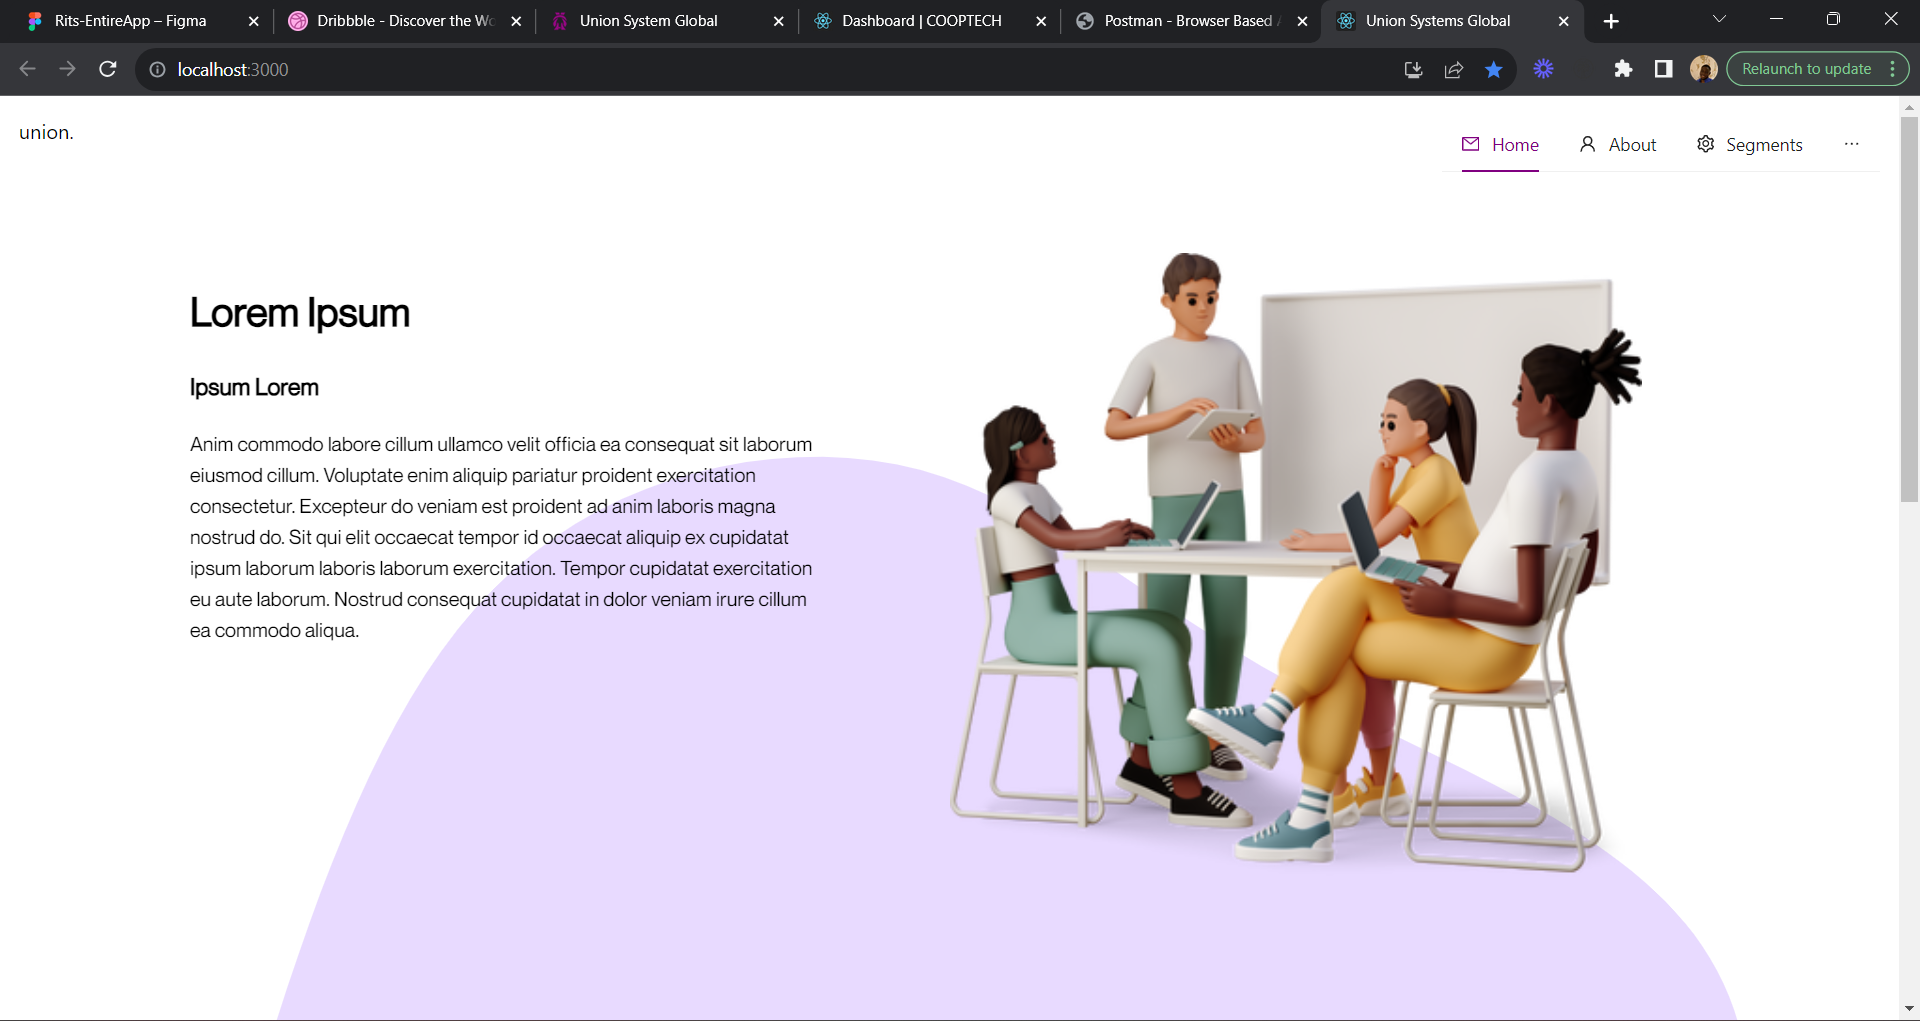 Rits-EntireApp – Figma
Dribbble - Discover the Wo
Union System Global
Dashboard | COOPTECH
Postman - Browser Based A
Union Systems Global
localhost:3000
Relaunch to update
union.
Home
About
Segments
Lorem Ipsum
Ipsum Lorem
Anim commodo labore cillum ullamco velit officia ea consequat sit laborum
eiusmod cillum. Voluptate enim aliquip pariatur proident exercitation
consectetur. Excepteur do veniam est proident ad anim laboris magna
nostrud do. Sit qui elit occaecat tempor id occaecat aliquip ex cupidatat
ipsum laborum laboris laborum exercitation. Tempor cupidatat exercitation
eu aute laborum. Nostrud consequat cupidatat in dolor veniam irure cillum
ea commodo aliqua.